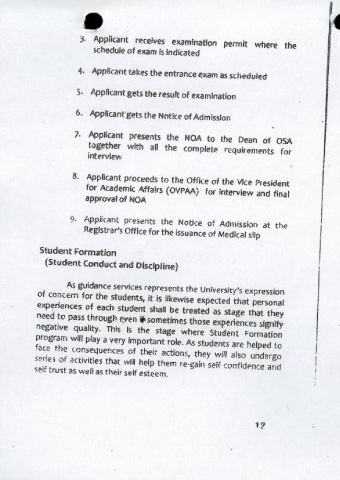 3. Applicant receives examination permit where the
schedule of exam is indicated
4. Applicant takes the entrance exam as scheduled
5. Applicant gets the result of examination
6. Applicant gets the Notice of Admission
7. Applicant presents the NOA to the Dean of OSA
together with all the complete requirements for
interview
8. Applicant proceeds to the Office of the Vice President
for Academic Affairs (OVPAA) for interview and final
approval of NOA
9. Applicant presents the Notice of Admission at the
Registrar's Office for the issuance of Medical slip
Student Formation
(Student Conduct and Discipline)
As guidance services represents the University's expression
of concern for the students, it is likewise expected that personal
experiences of each student shall be treated as stage that they
need to pass through even sometimes those experiences signify
negative quality. This is the stage where Student Formation
program will play a very important role. As students are helped to
face the consequences of their actions, they will also undergo
series of activities that will help them re-gain self confidence and
self trust as well as their self esteem.
12